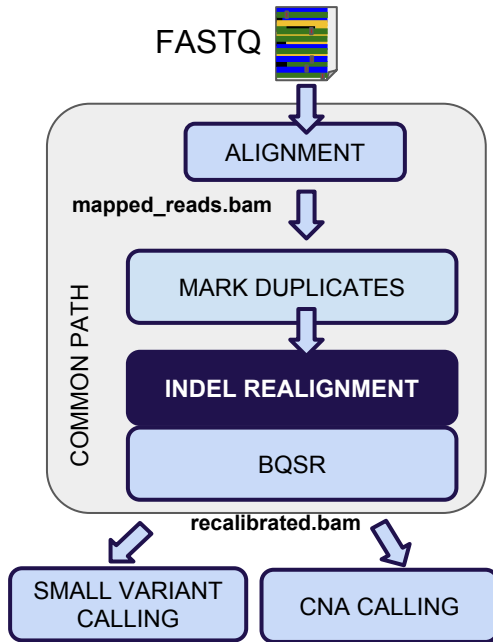 FASTQ
ALIGNMENT
mapped_reads.bam
MARK DUPLICATES
INDEL REALIGNMENT
BQSR
COMMON PATH
recalibrated.bam
SMALL VARIANT
CALLING
CNA CALLING